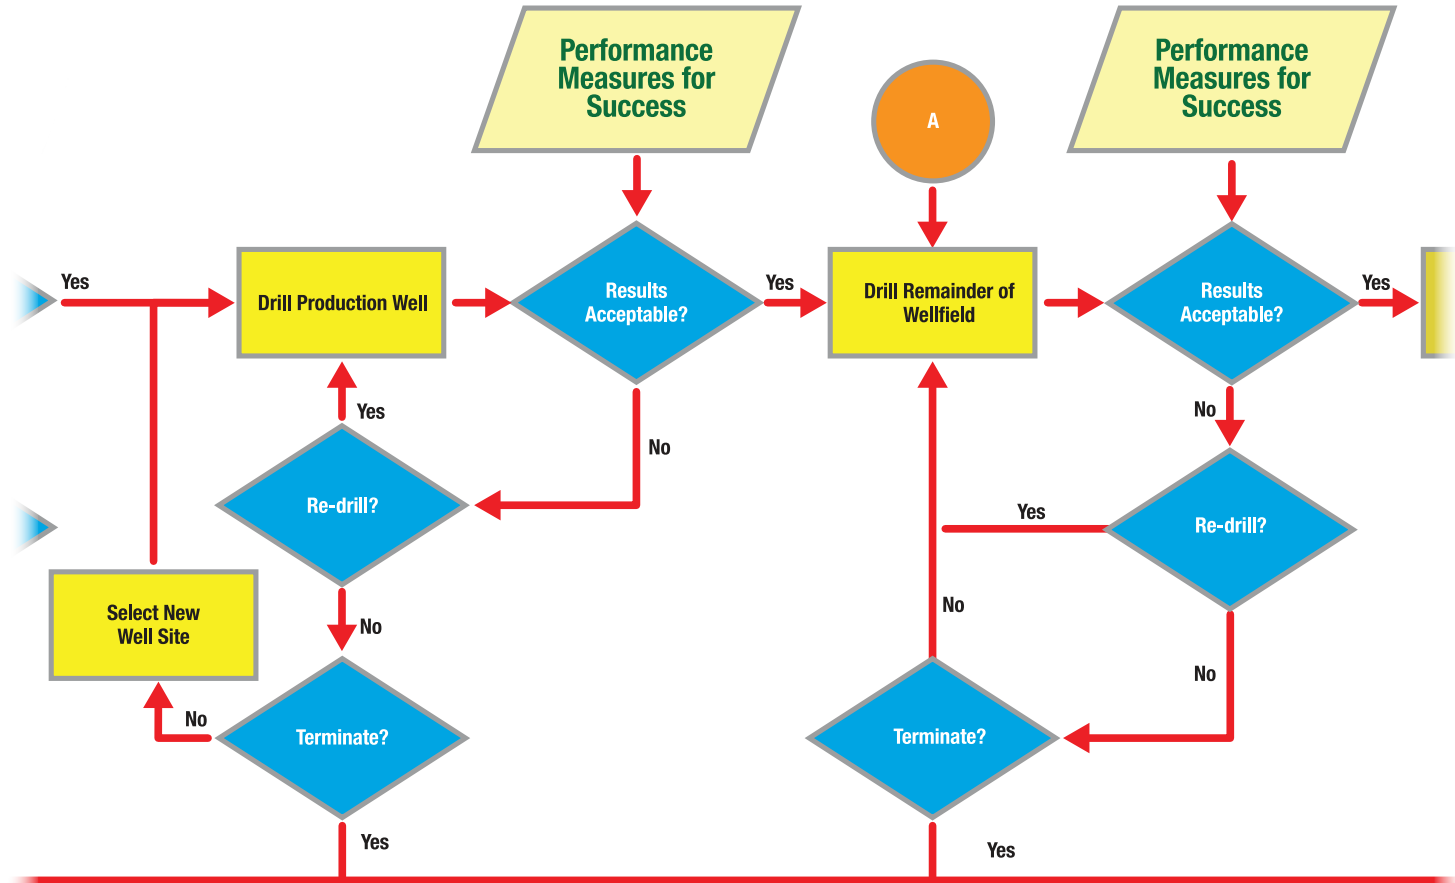 Performance
Measures for
Success
A
Performance
Measures for
Success
Yes
Drill Production Well
Results
Acceptable?
Yes
Drill Remainder of
Wellfield
Results
Acceptable?
Yes
Yes
No
No
Re-drill?
Yes
Re-drill?
Select New
Well Site
No
No
No
No
Terminate?
Terminate?
Yes
Yes